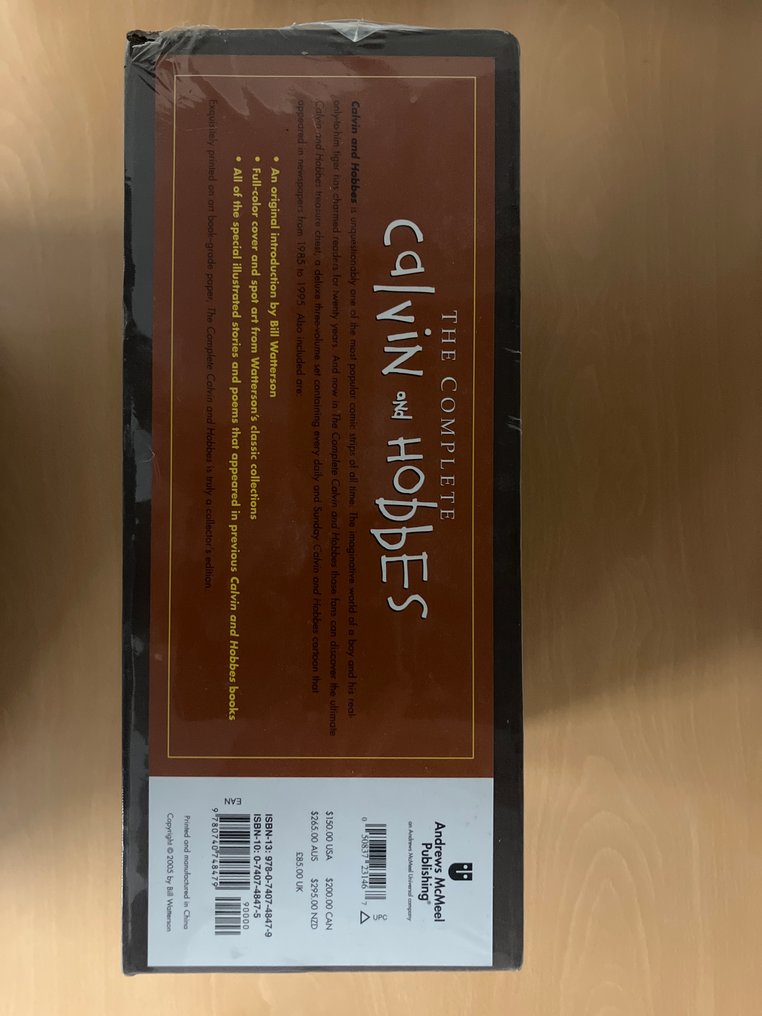 THE COMPLETE
CalviN aNd HobbEs
Calvin and Hobbes is unquestionably one of the most popular comic strips of all time. The imaginative world of a boy and his real-
only-to-him tiger has charmed readers for twenty years. And now in The Complete Calvin and Hobbes those fans can discover the ultimate
Calvin and Hobbes treasure chest, a deluxe three-volume set containing every daily and Sunday Calvin and Hobbes cartoon that
appeared in newspapers from 1985 to 1995. Also included are:
• An original introduction by Bill Watterson
• Full-color cover and spot art from Watterson's classic collections
• All of the special illustrated stories and poems that appeared in previous Calvin and Hobbes books
Exquisitely printed on art book-grade paper, The Complete Calvin and Hobbes is truly a collector's edition.
Andrews McMeel
Publishing®
an Andrews McMeel Universal company
UPC
0 50837 23146 7
$150.00 USA $200.00 CAN
$265.00 AUS $295.00 NZD
£85.00 UK
ISBN-13: 978-0-7407-4847-9
ISBN-10: 0-7407-4847-5
90000
EAN
9 780740 748479
Printed and manufactured in China
Copyright © 2005 by Bill Watterson